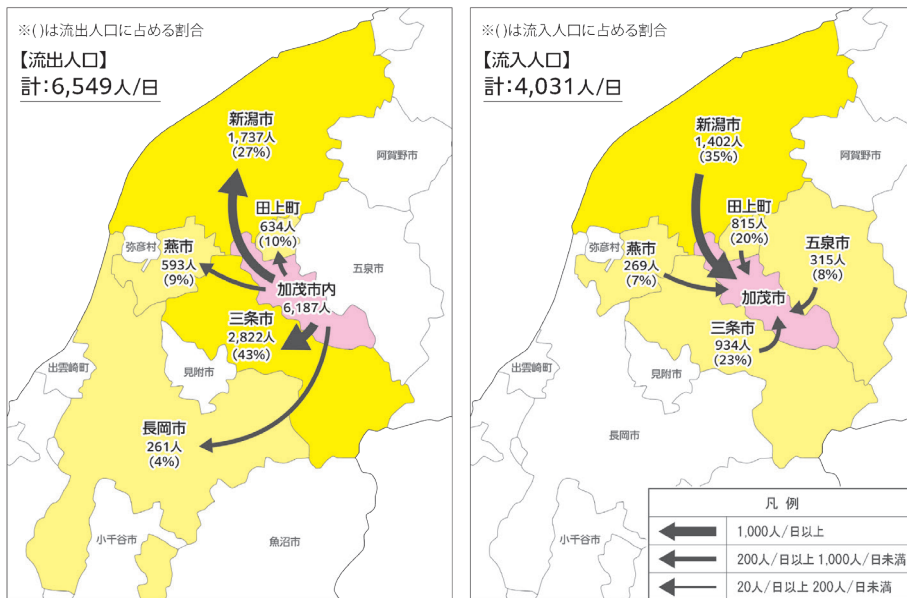 ※( )は流出人口に占める割合
【流出人口】
計:6,549人/日
新潟市
1,737人
(27%)
阿賀野市
田上町
634人
(10%)
弥彦村
燕市
593人
(9%)
五泉市
加茂市内
6,187人
三条市
2,822人
(43%)
出雲崎町
見附市
長岡市
261人
(4%)
小千谷市
魚沼市
※( )は流入人口に占める割合
【流入人口】
計:4,031人/日
新潟市
1,402人
(35%)
阿賀野市
田上町
815人
(20%)
弥彦村
燕市
269人
(7%)
五泉市
315人
(8%)
加茂市
三条市
934人
(23%)
出雲崎町
見附市
長岡市
小千谷市
凡 例
1,000人/日以上
200人/日以上 1,000人/日未満
20人/日以上 200人/日未満